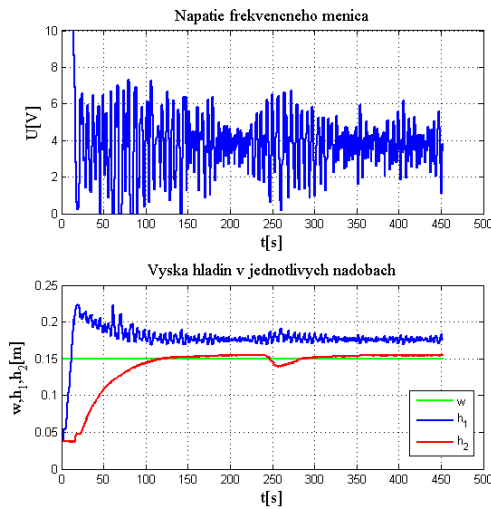 Napatie frekvencneho menica
10
8
6
4
2
0
U[V]
0 50 100 150 200 250 300 350 400 450 500
t[s]
Vyska hladin v jednotlivych nadobach
0.25
0.2
0.15
0.1
0.05
0
w,h1,h2[m]
w
h1
h2
0 50 100 150 200 250 300 350 400 450 500
t[s]